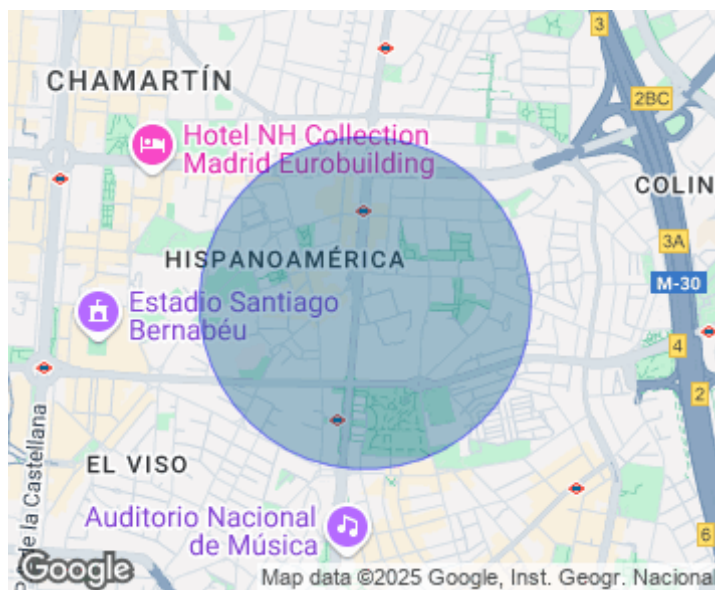 3
CHAMARTÍN
2BC
Hotel NH Collection
Madrid Eurobuilding
COLIN
3A
HISPANOAMÉRICA
M-30
Estadio Santiago
Bernabéu
4
2
EL VISO
de la Castellana
Auditorio Nacional
de Música
6
Google
Map data ©2025 Google, Inst. Geogr. Nacional